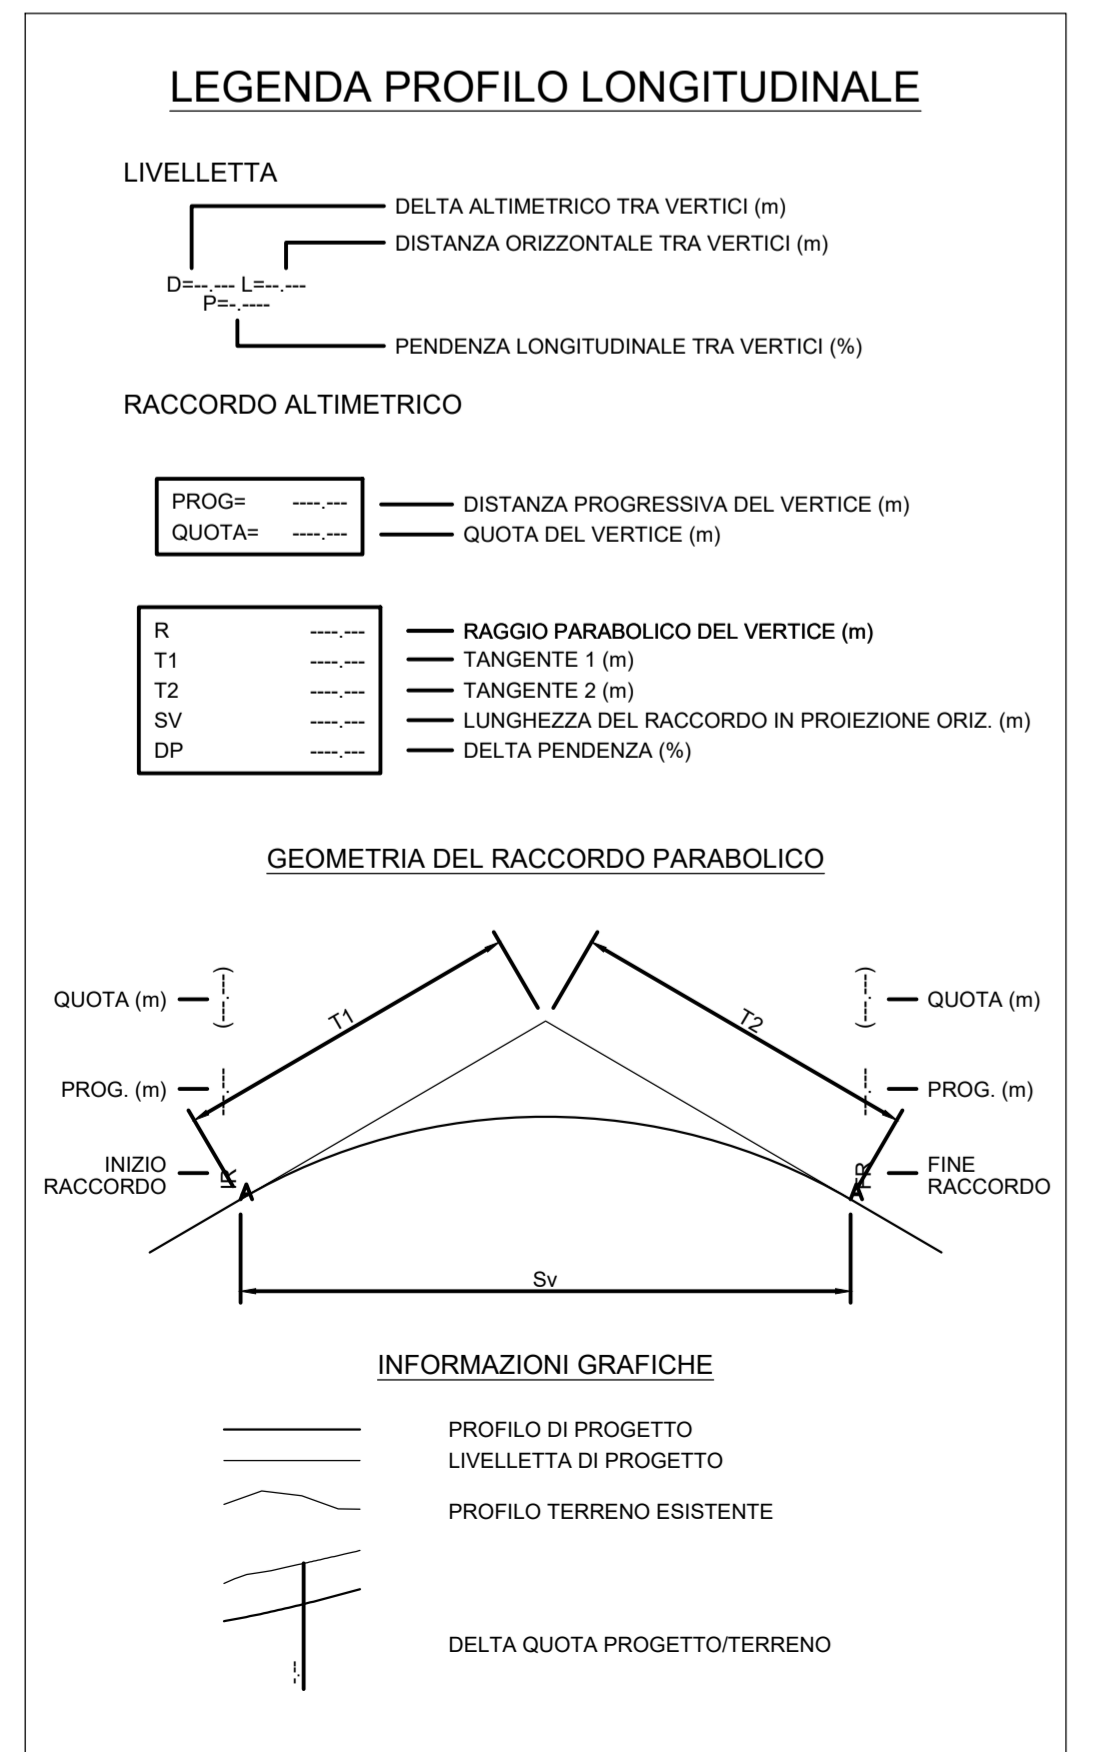 LEGENDA PROFILO LONGITUDINALE
LIVELLETTA
DELTA ALTIMETRICO TRA VERTICI (m)
DISTANZA ORIZZONTALE TRA VERTICI (m)
D=--.--- L=--.---
P=-.----
PENDENZA LONGITUDINALE TRA VERTICI (%)
RACCORDO ALTIMETRICO
PROG= ----.--- DISTANZA PROGRESSIVA DEL VERTICE (m)
QUOTA= ----.--- QUOTA DEL VERTICE (m)
R ----.--- RAGGIO PARABOLICO DEL VERTICE (m)
T1 ----.--- TANGENTE 1 (m)
T2 ----.--- TANGENTE 2 (m)
SV ----.--- LUNGHEZZA DEL RACCORDO IN PROIEZIONE ORIZ. (m)
DP ----.--- DELTA PENDENZA (%)
GEOMETRIA DEL RACCORDO PARABOLICO
T1
T2
QUOTA (m)
QUOTA (m)
PROG. (m)
PROG. (m)
INIZIO
RACCORDO
IR
FR
FINE
RACCORDO
Sv
INFORMAZIONI GRAFICHE
PROFILO DI PROGETTO
LIVELLETTA DI PROGETTO
PROFILO TERRENO ESISTENTE
DELTA QUOTA PROGETTO/TERRENO